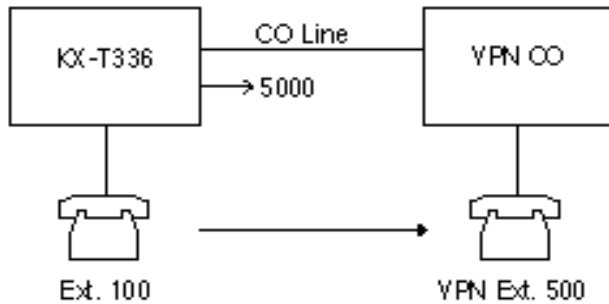 CO Line
KX-T336
VPN CO
5000
Ext. 100
VPN Ext. 500